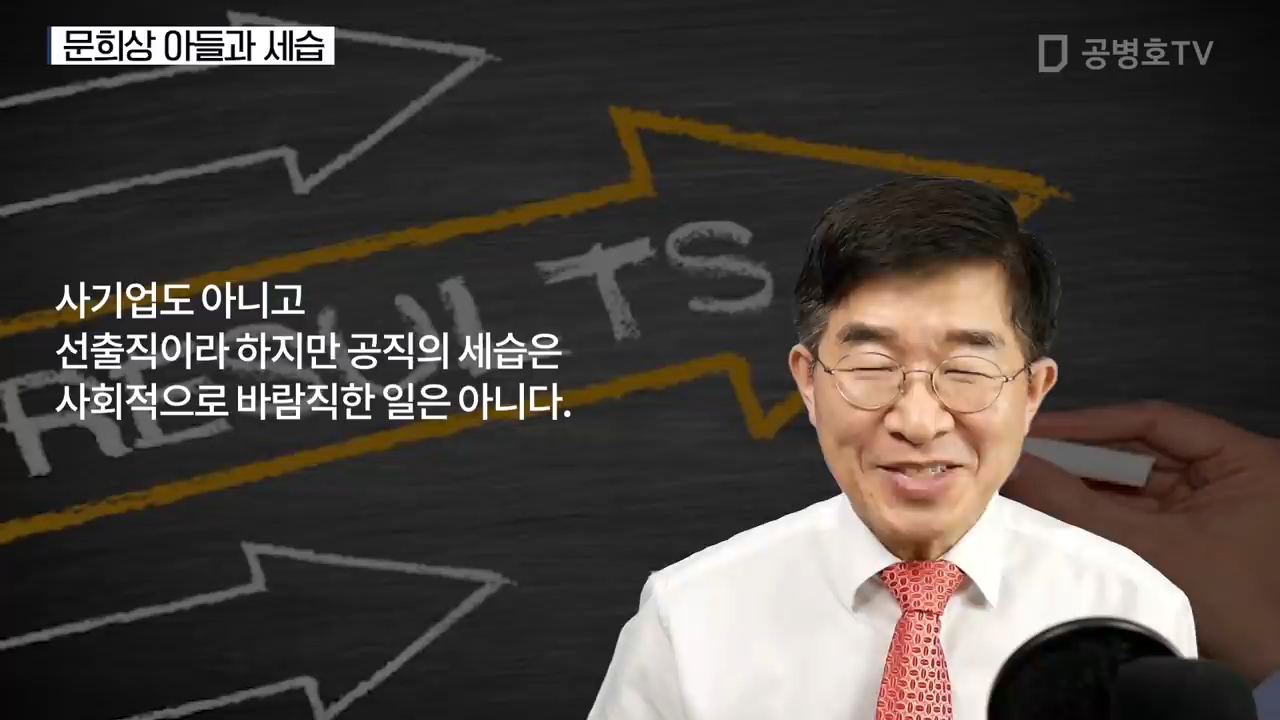 문희상 아들과 세습
공병호TV
RESULTS
사기업도 아니고
선출직이라 하지만 공직의 세습은
사회적으로 바람직한 일은 아니다.